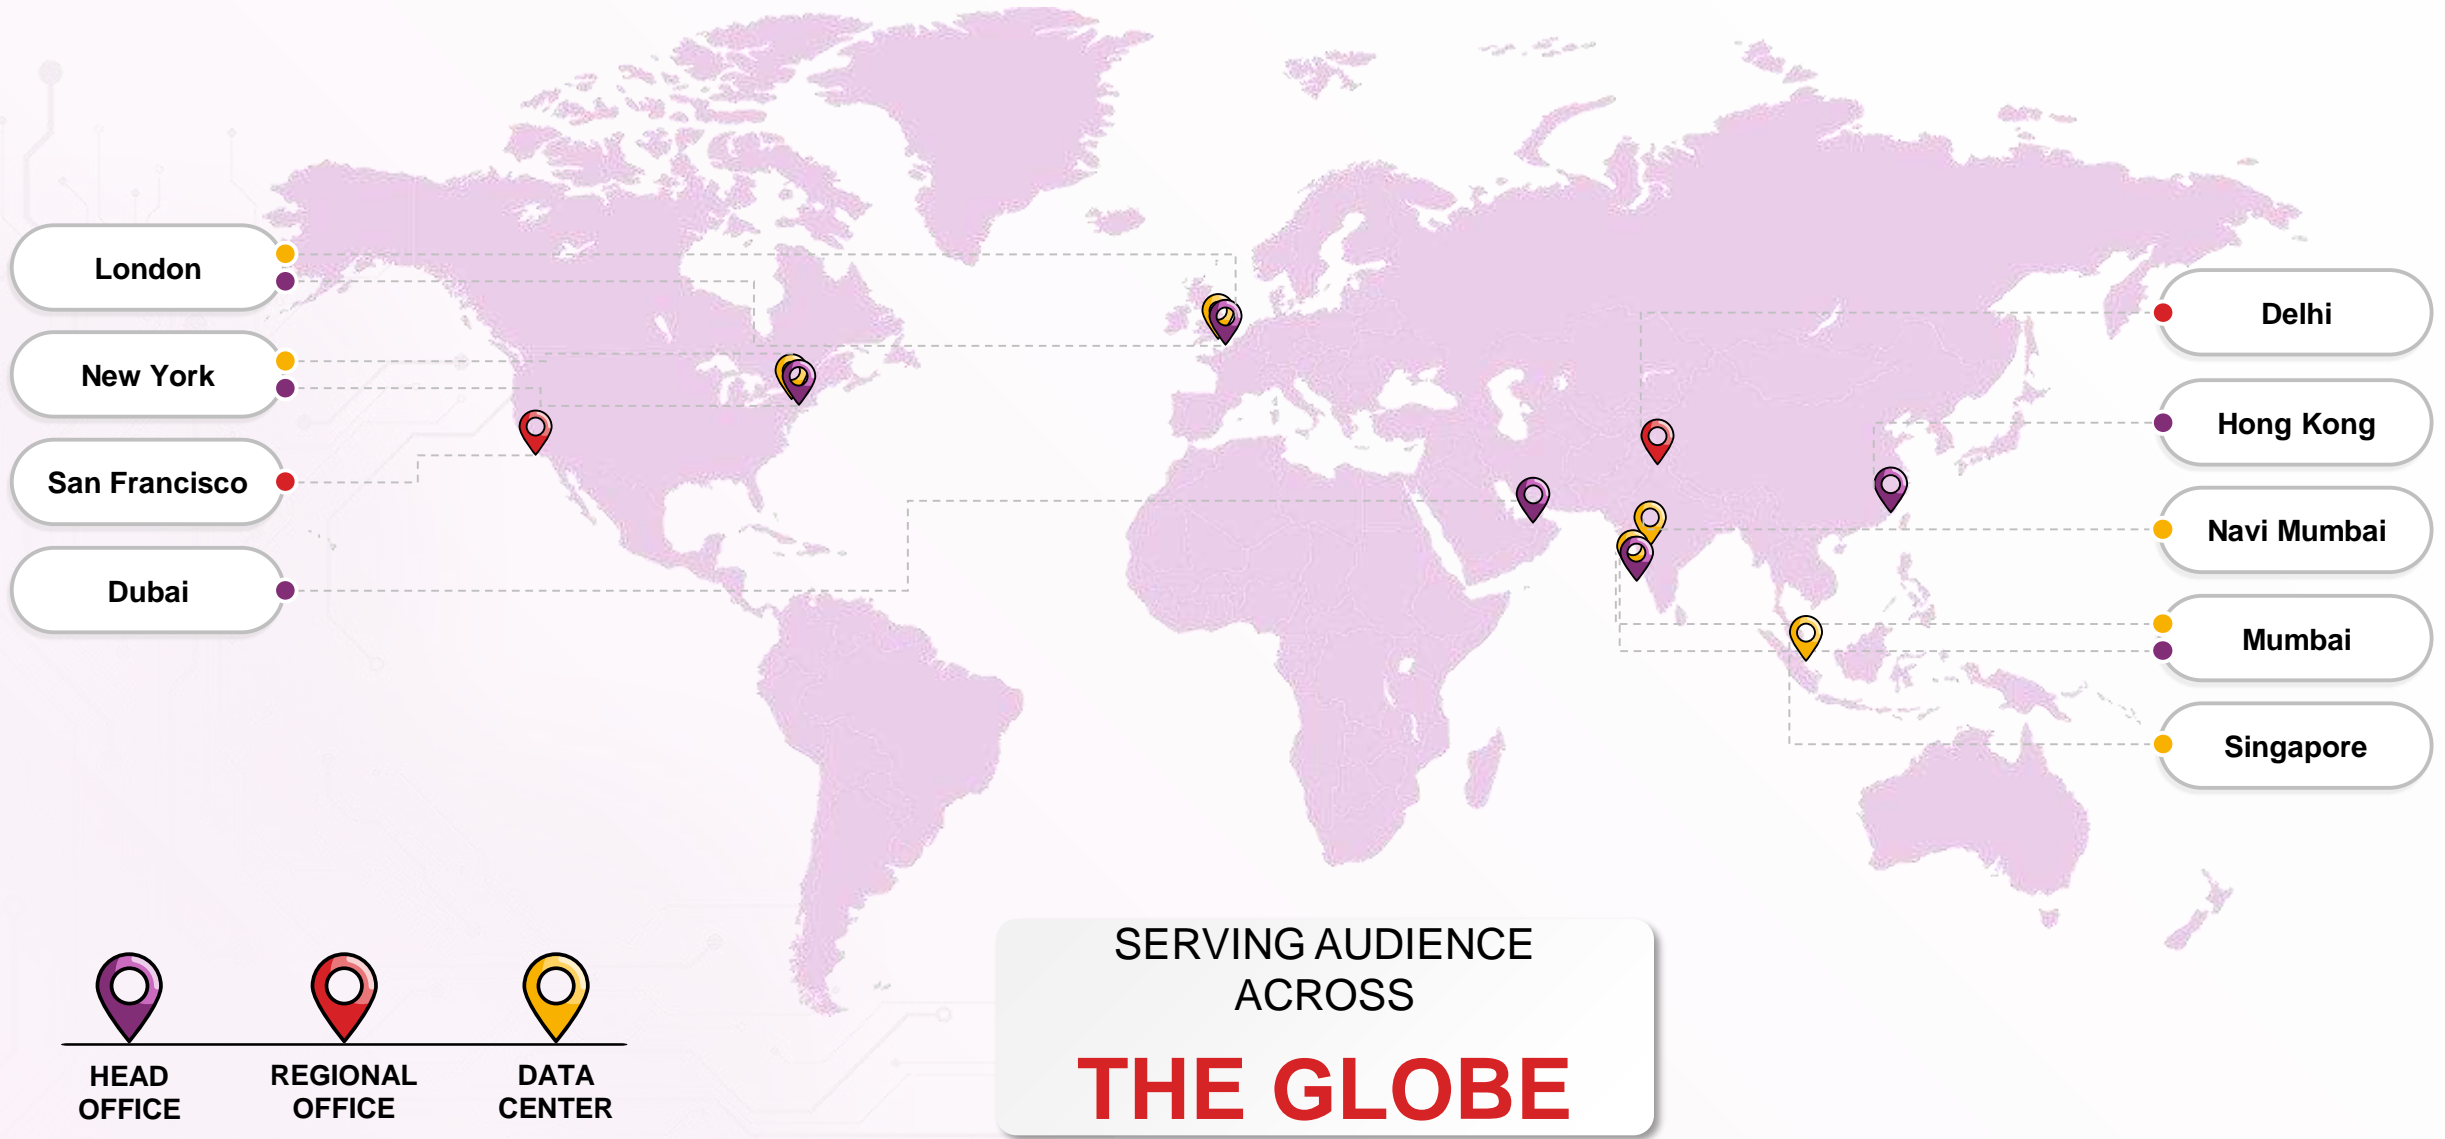 London
New York
San Francisco
Dubai
Delhi
Hong Kong
Navi Mumbai
Mumbai
Singapore
HEAD
OFFICE
REGIONAL
OFFICE
DATA
CENTER
SERVING AUDIENCE
ACROSS
THE GLOBE